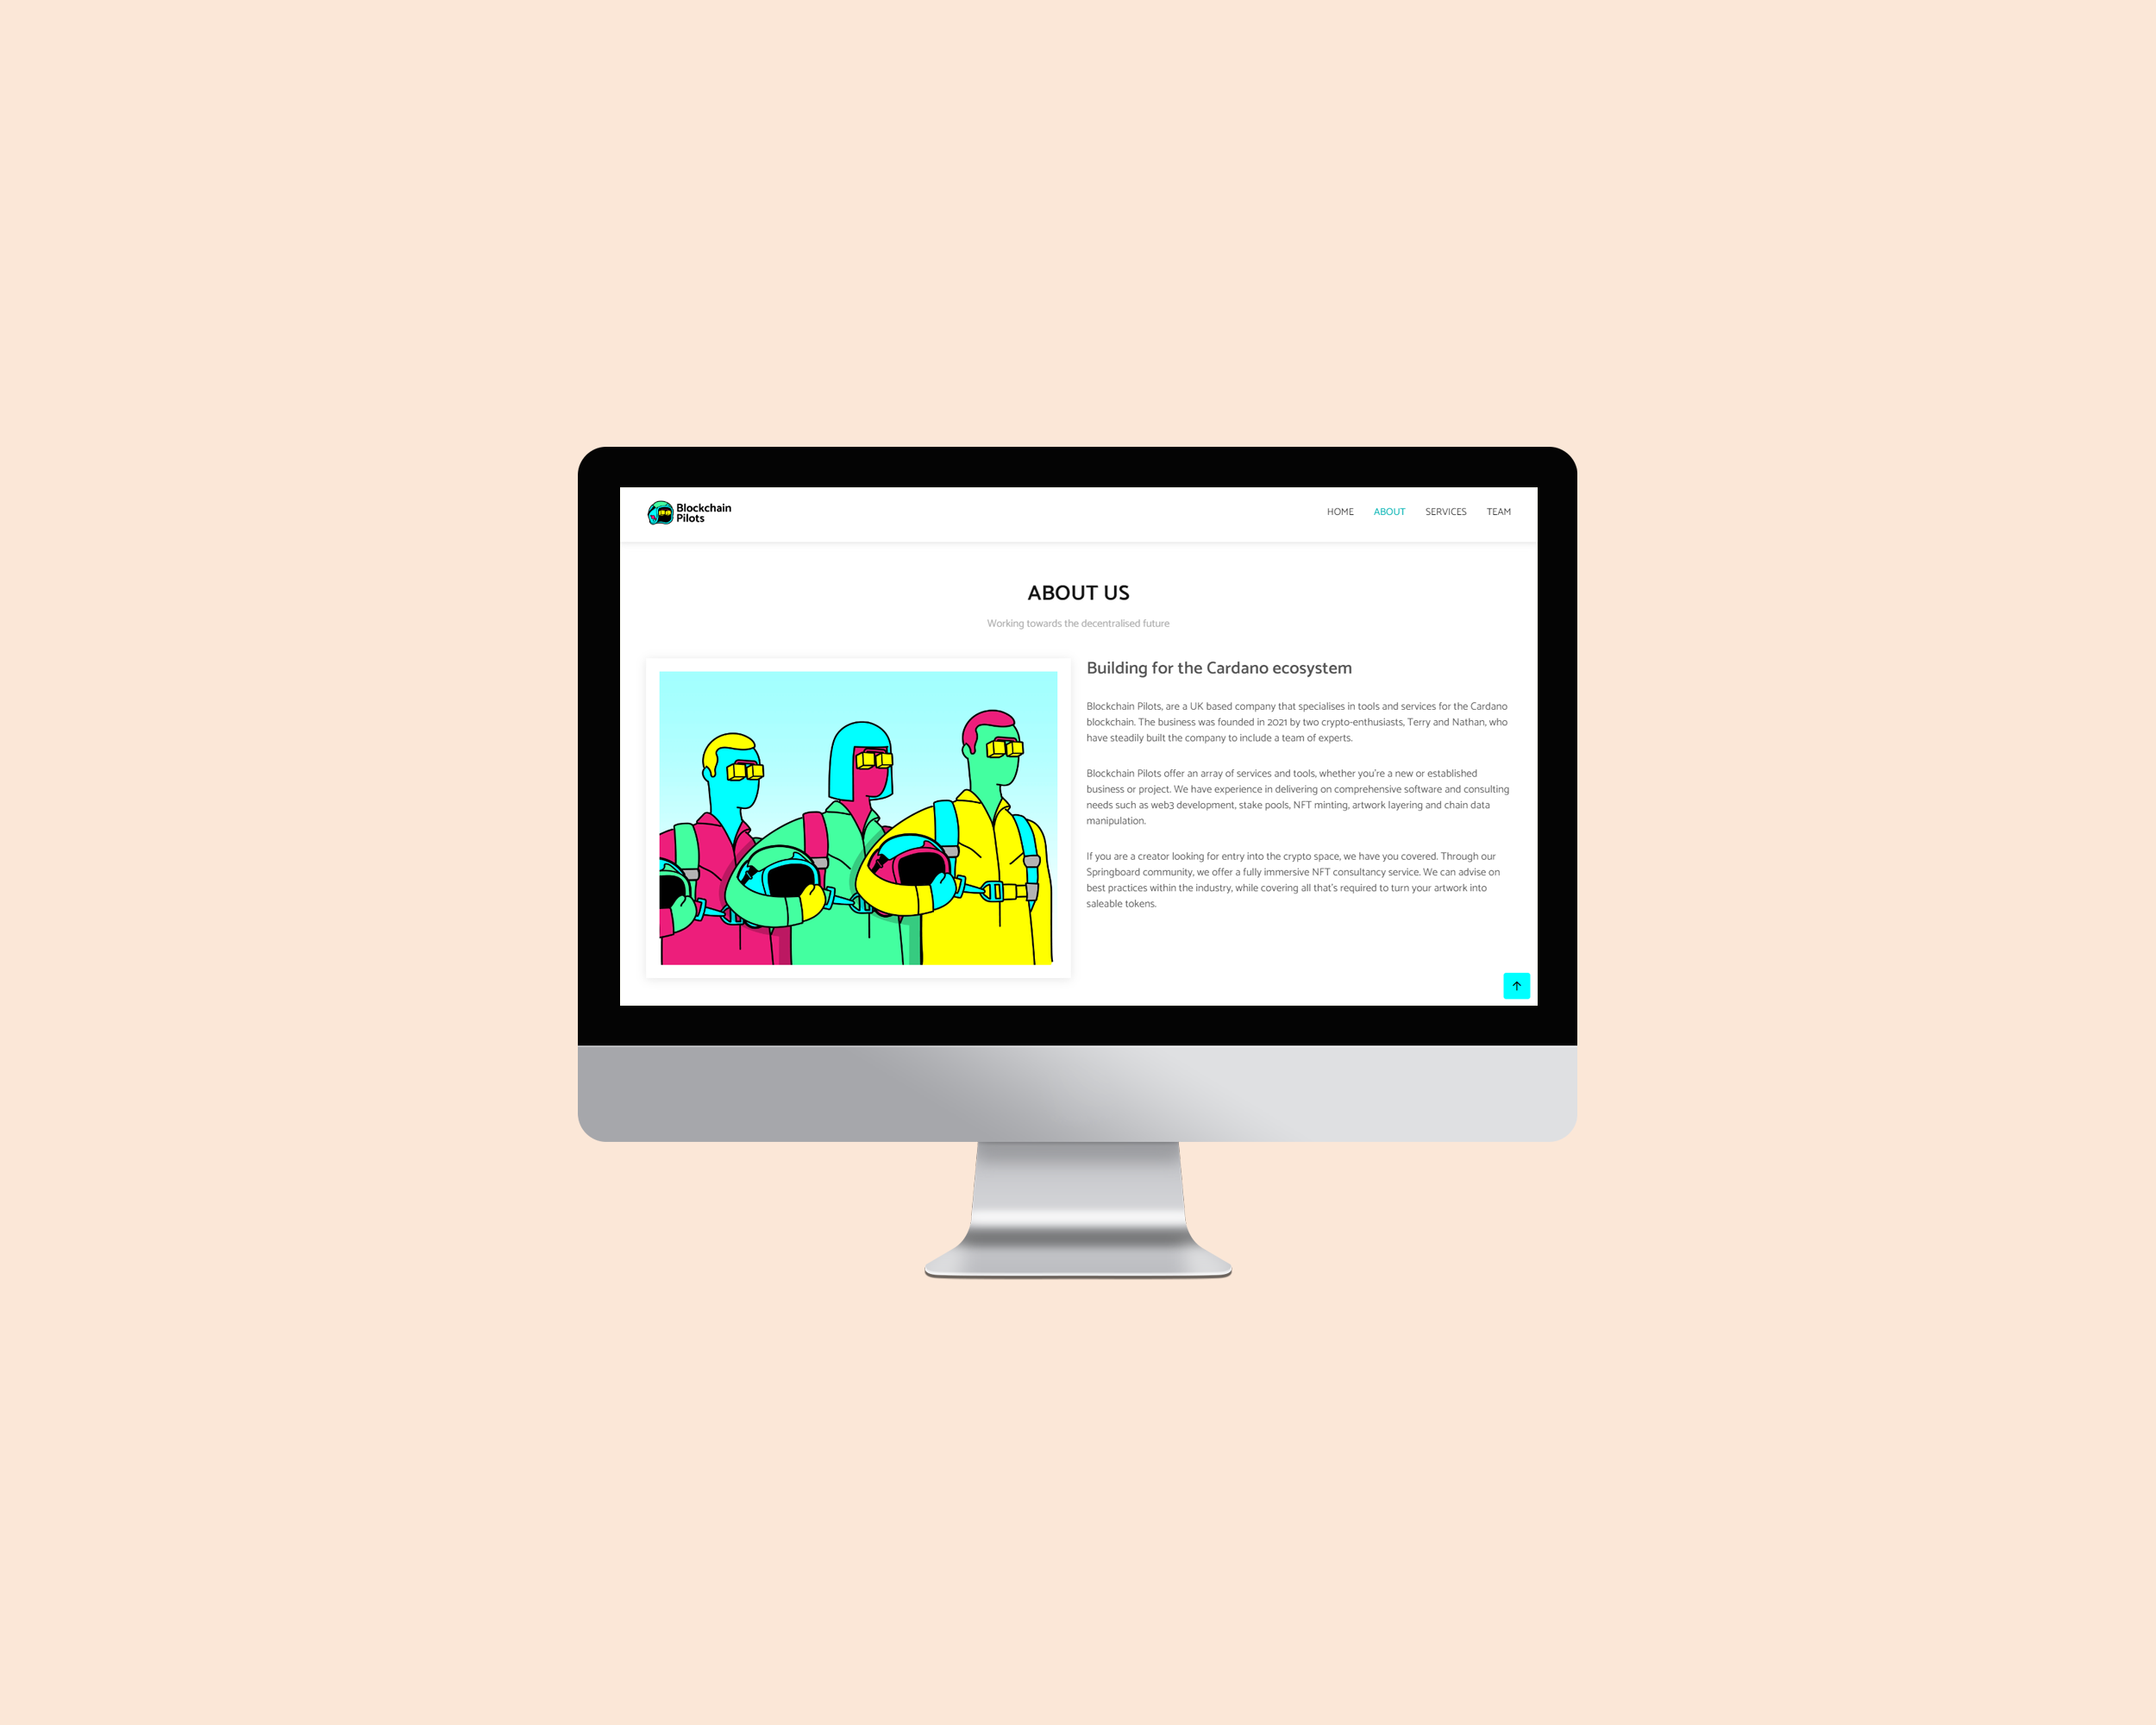 Blockchain
Pilots
HOME ABOUT SERVICES TEAM
ABOUT US
Working towards the decentralised future
Building for the Cardano ecosystem
Blockchain Pilots, are a UK based company that specialises in tools and services for the Cardano
blockchain. The business was founded in 2021 by two crypto-enthusiasts, Terry and Nathan, who
have steadily built the company to include a team of experts.
Blockchain Pilots offer an array of services and tools, whether you're a new or established
business or project. We have experience in delivering on comprehensive software and consulting
needs such as web3 development, stake pools, NFT minting, artwork layering and chain data
manipulation.
If you are a creator looking for entry into the crypto space, we have you covered. Through our
Springboard community, we offer a fully immersive NFT consultancy service. We can advise on
best practices within the industry, while covering all that's required to turn your artwork into
saleable tokens.